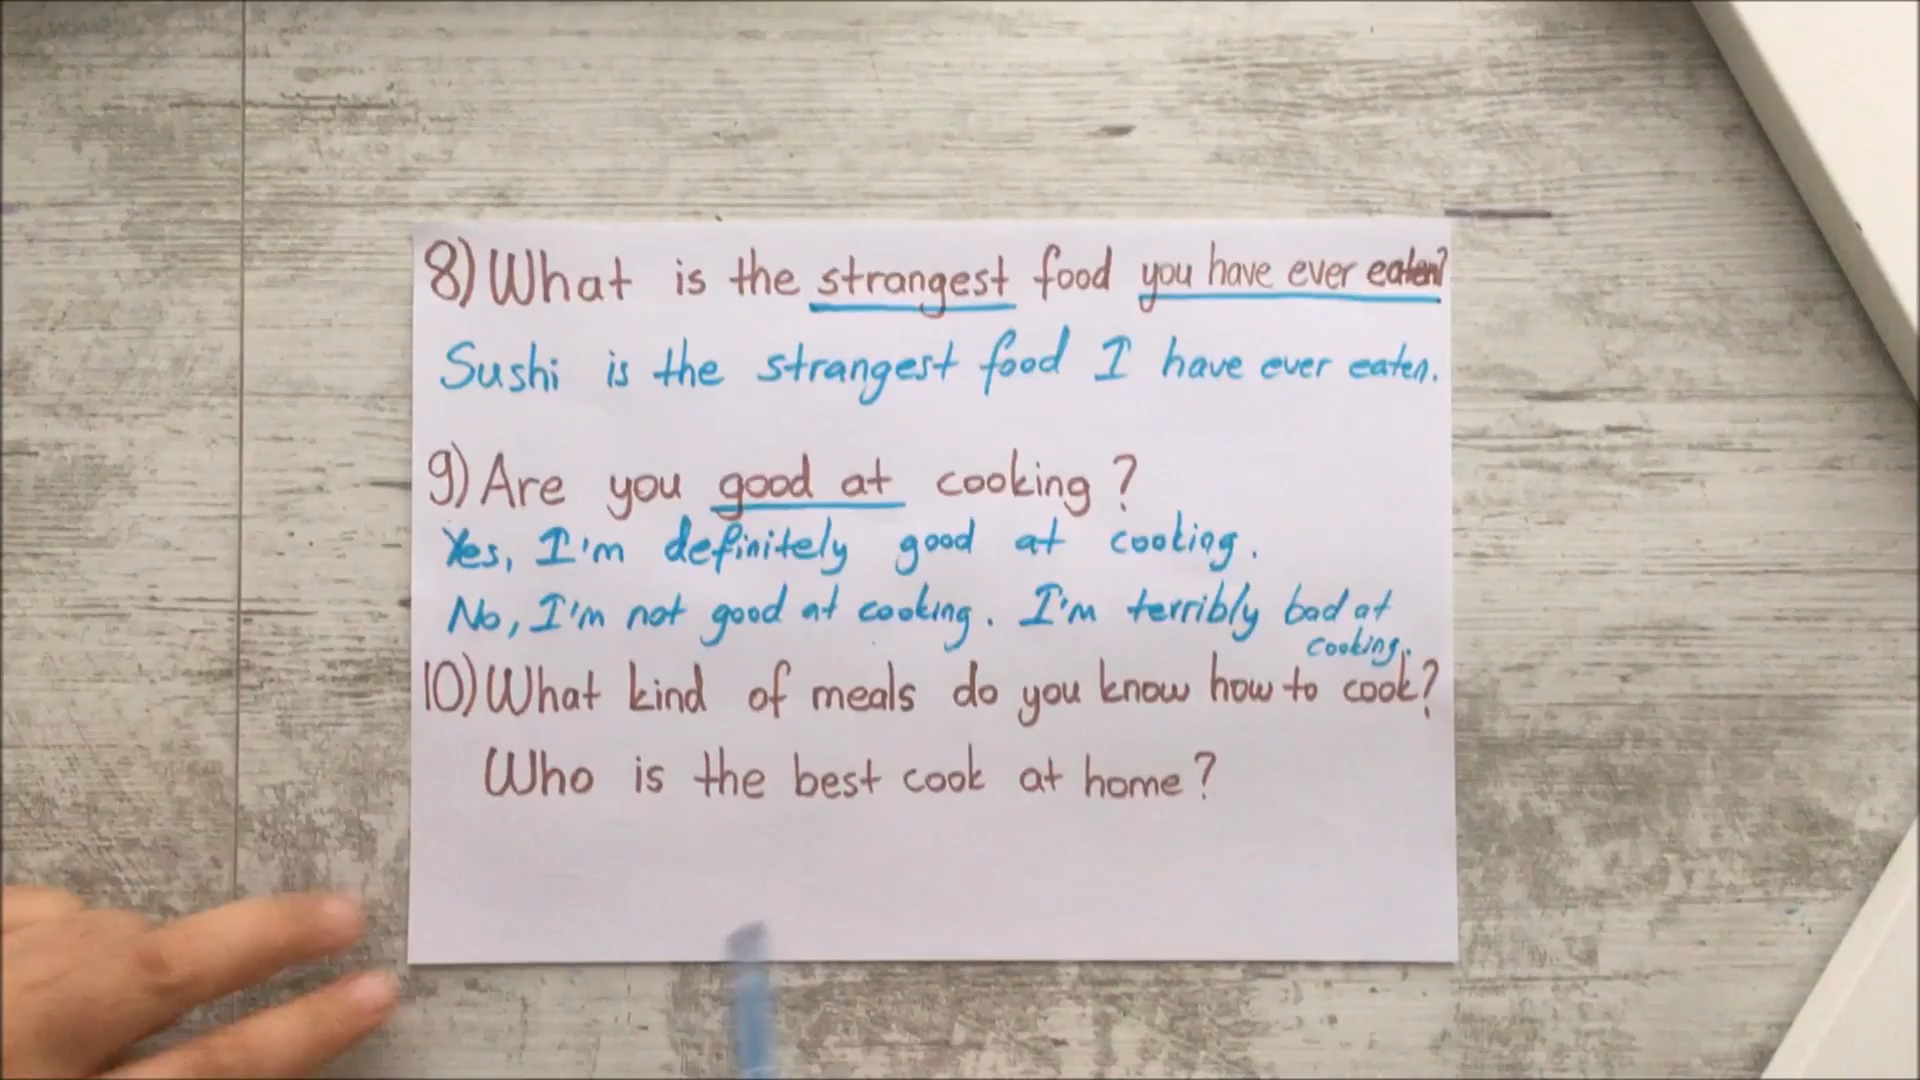 8) What is the strangest food you have ever eaten?
Sushi is the strangest food I have ever eaten.
9) Are you good at cooking?
Yes, I'm definitely good at cooking.
No, I'm not good at cooking. I'm terribly bad at
cooking.
10) What kind of meals do you know how to cook?
Who is the best cook at home?